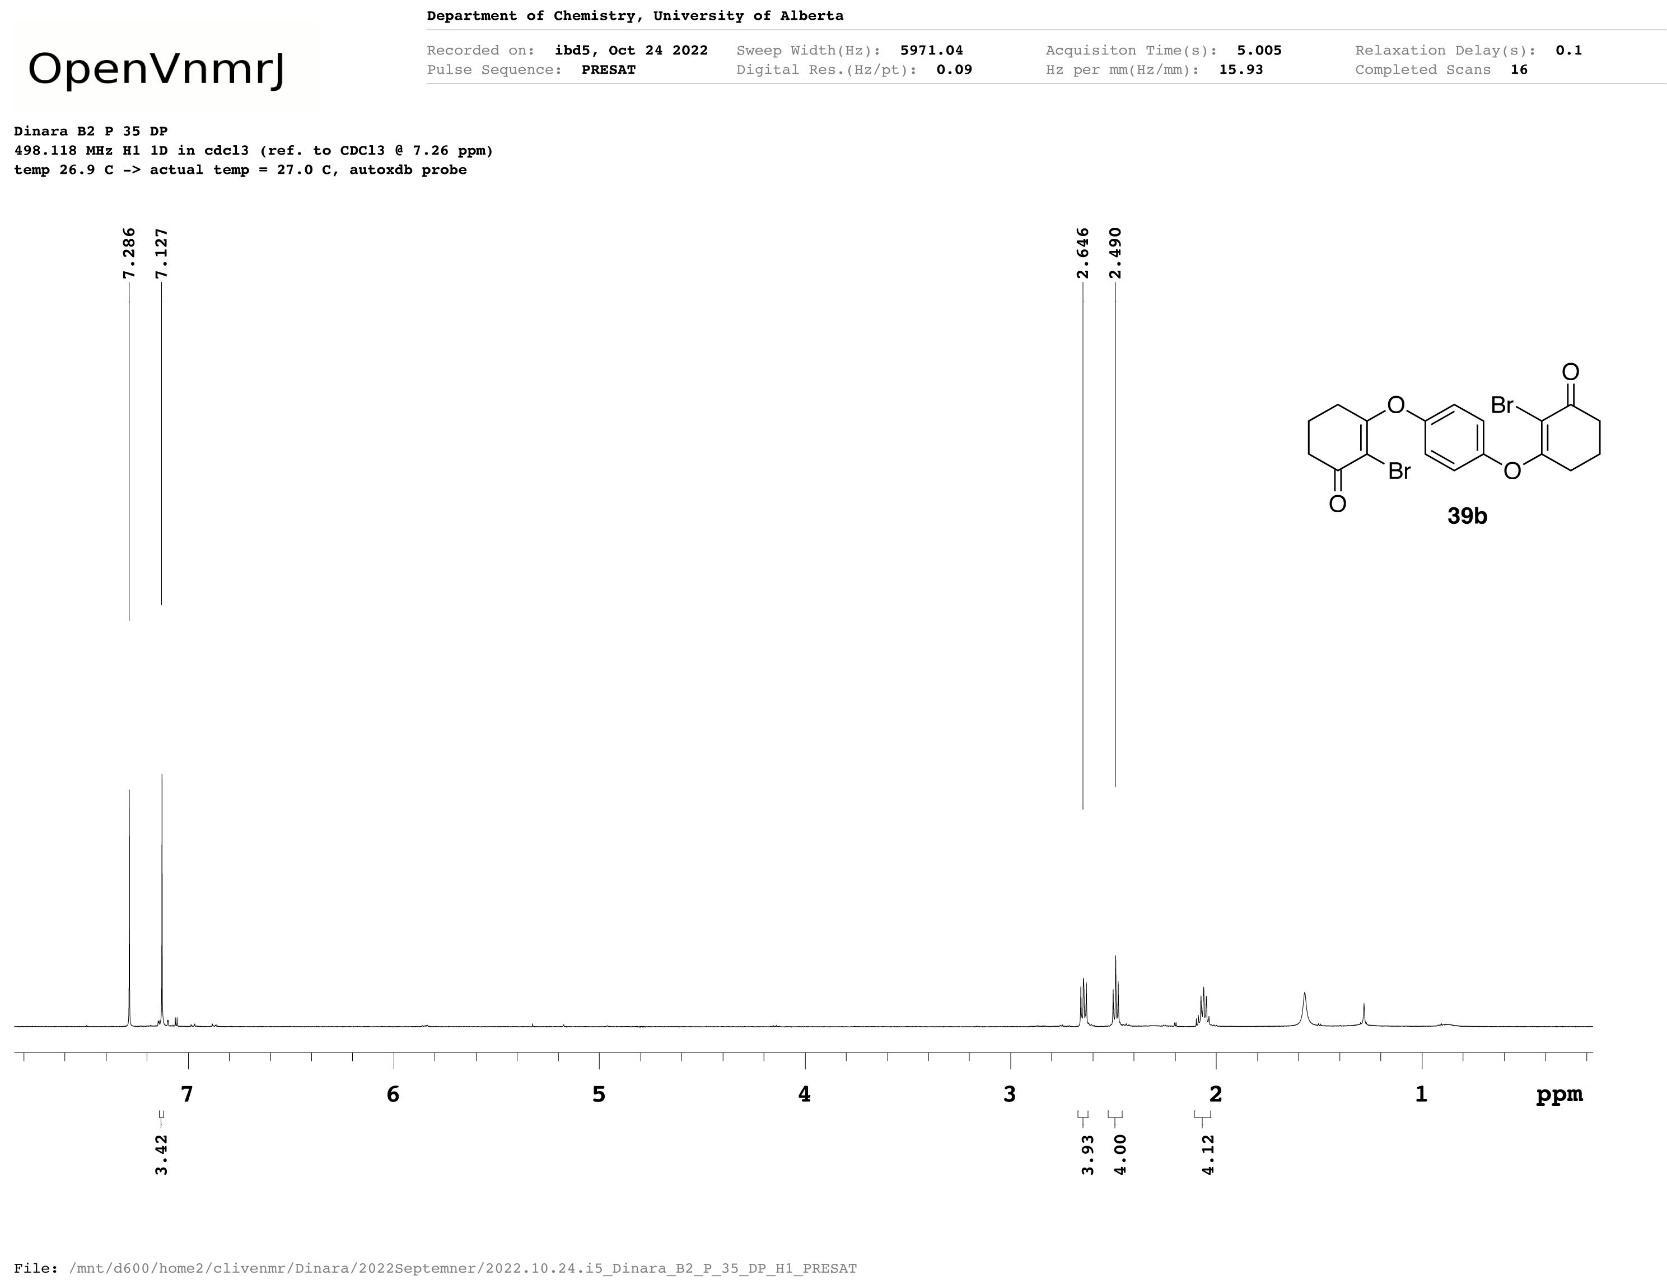 Department of Chemistry, University of Alberta
OpenVnmrJ
Recorded on: ibd5, Oct 24 2022 Sweep Width(Hz): 5971.04 Acquisiton Time(s): 5.005 Relaxation Delay(s): 0.1
Pulse Sequence: PRESAT Digital Res.(Hz/pt): 0.09 Hz per mm(Hz/mm): 15.93 Completed Scans 16
Dinara B2 P 35 DP
498.118 MHz H1 1D in cdcl3 (ref. to CDCl3 @ 7.26 ppm)
temp 26.9 C -> actual temp = 27.0 C, autoxdb probe
7.286
7.127
2.646
2.490
O
O Br
Br O
O
39b
7 6 5 4 3 2 1 ppm
3.42
3.93
4.00
4.12
File: /mnt/d600/home2/clivenmr/Dinara/2022Septemner/2022.10.24.i5_Dinara_B2_P_35_DP_H1_PRESAT